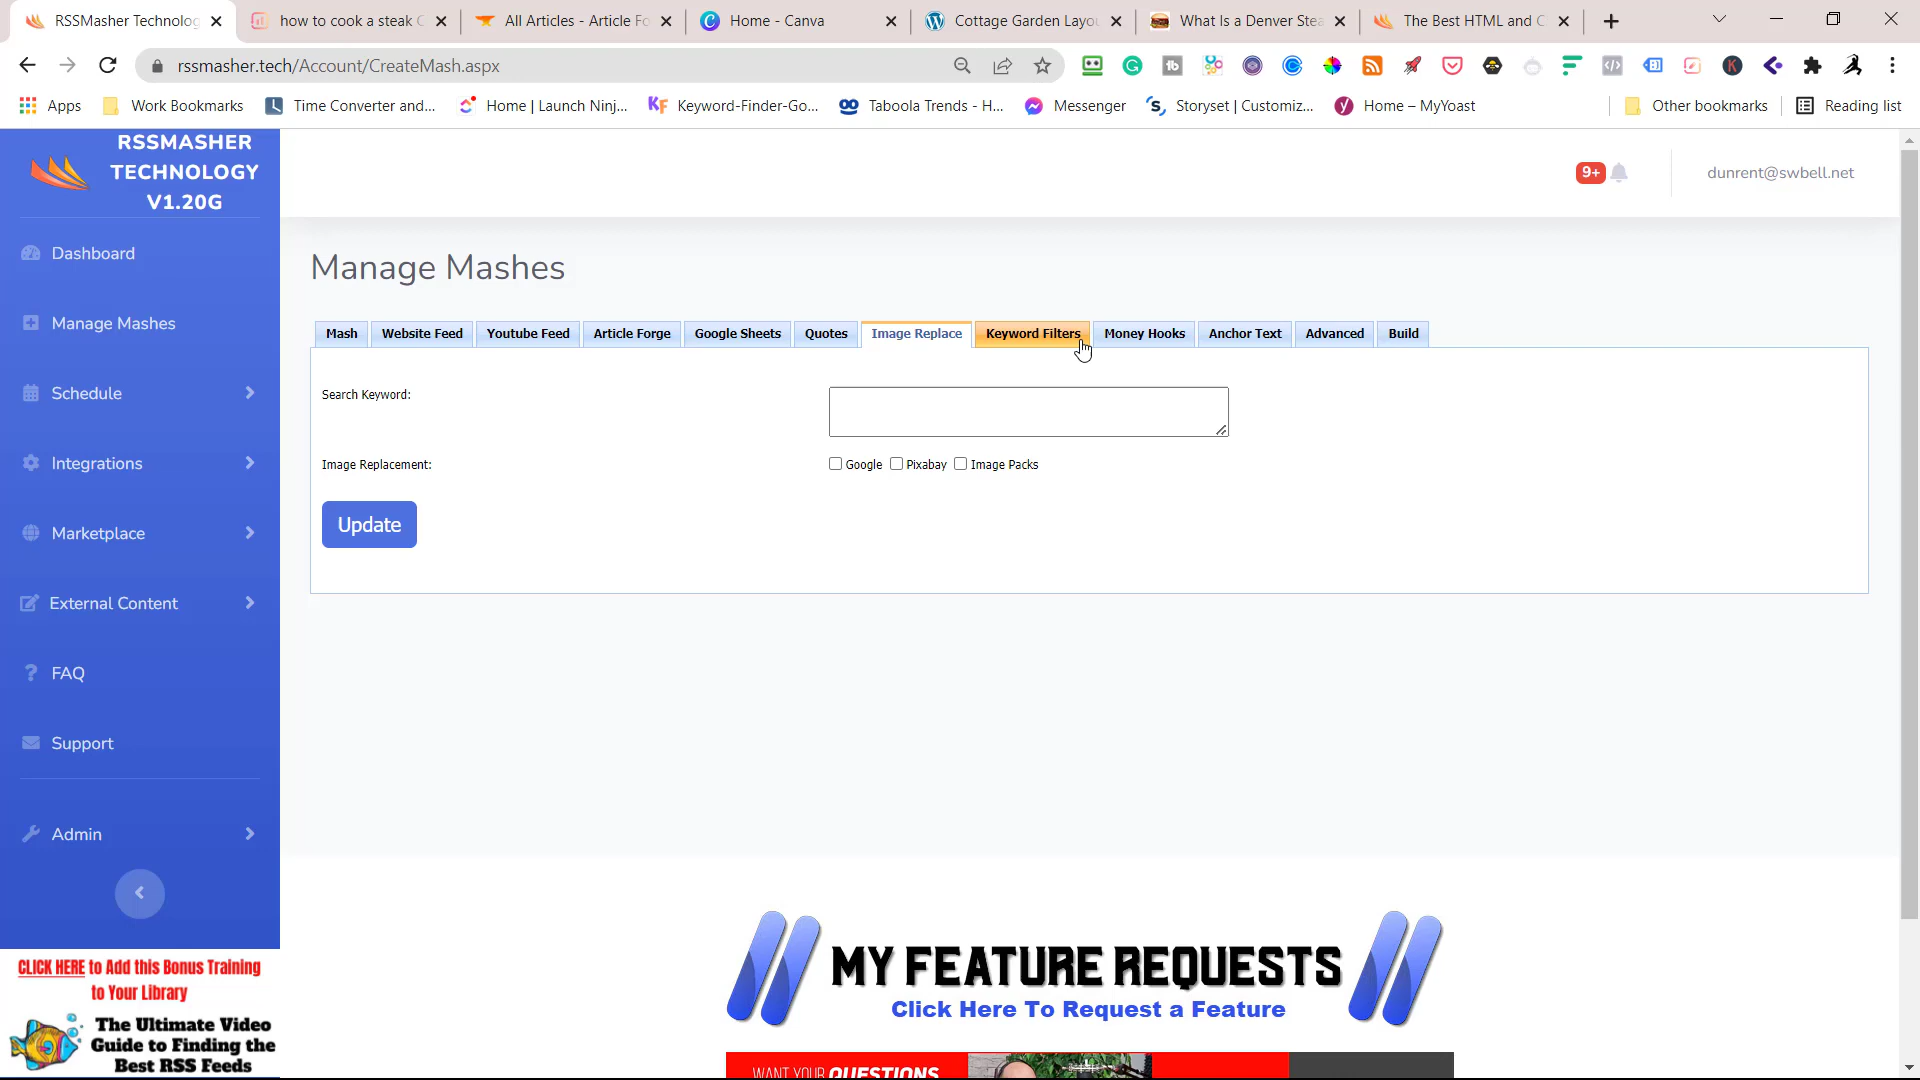 RSSMasher Technolog
how to cook a steak C
All Articles - Article Fo
Home - Canva
Cottage Garden Layou
What Is a Denver Stea
The Best HTML and C
rssmasher.tech/Account/CreateMash.aspx
Apps
Work Bookmarks
Time Converter and...
Home | Launch Ninj...
Keyword-Finder-Go...
Taboola Trends - H...
Messenger
Storyset | Customiz...
Home – MyYoast
Other bookmarks
Reading list
RSSMASHER
TECHNOLOGY
V1.20G
9+
dunrent@swbell.net
Dashboard
Manage Mashes
Schedule
Integrations
Marketplace
External Content
FAQ
Support
Admin
CLICK HERE to Add this Bonus Training
to Your Library
The Ultimate Video
Guide to Finding the
Best RSS Feeds
Manage Mashes
Mash
Website Feed
Youtube Feed
Article Forge
Google Sheets
Quotes
Image Replace
Keyword Filters
Money Hooks
Anchor Text
Advanced
Build
Search Keyword:
Image Replacement:
Google
Pixabay
Image Packs
Update
MY FEATURE REQUESTS
Click Here To Request a Feature
WANT YOUR QUESTIONS